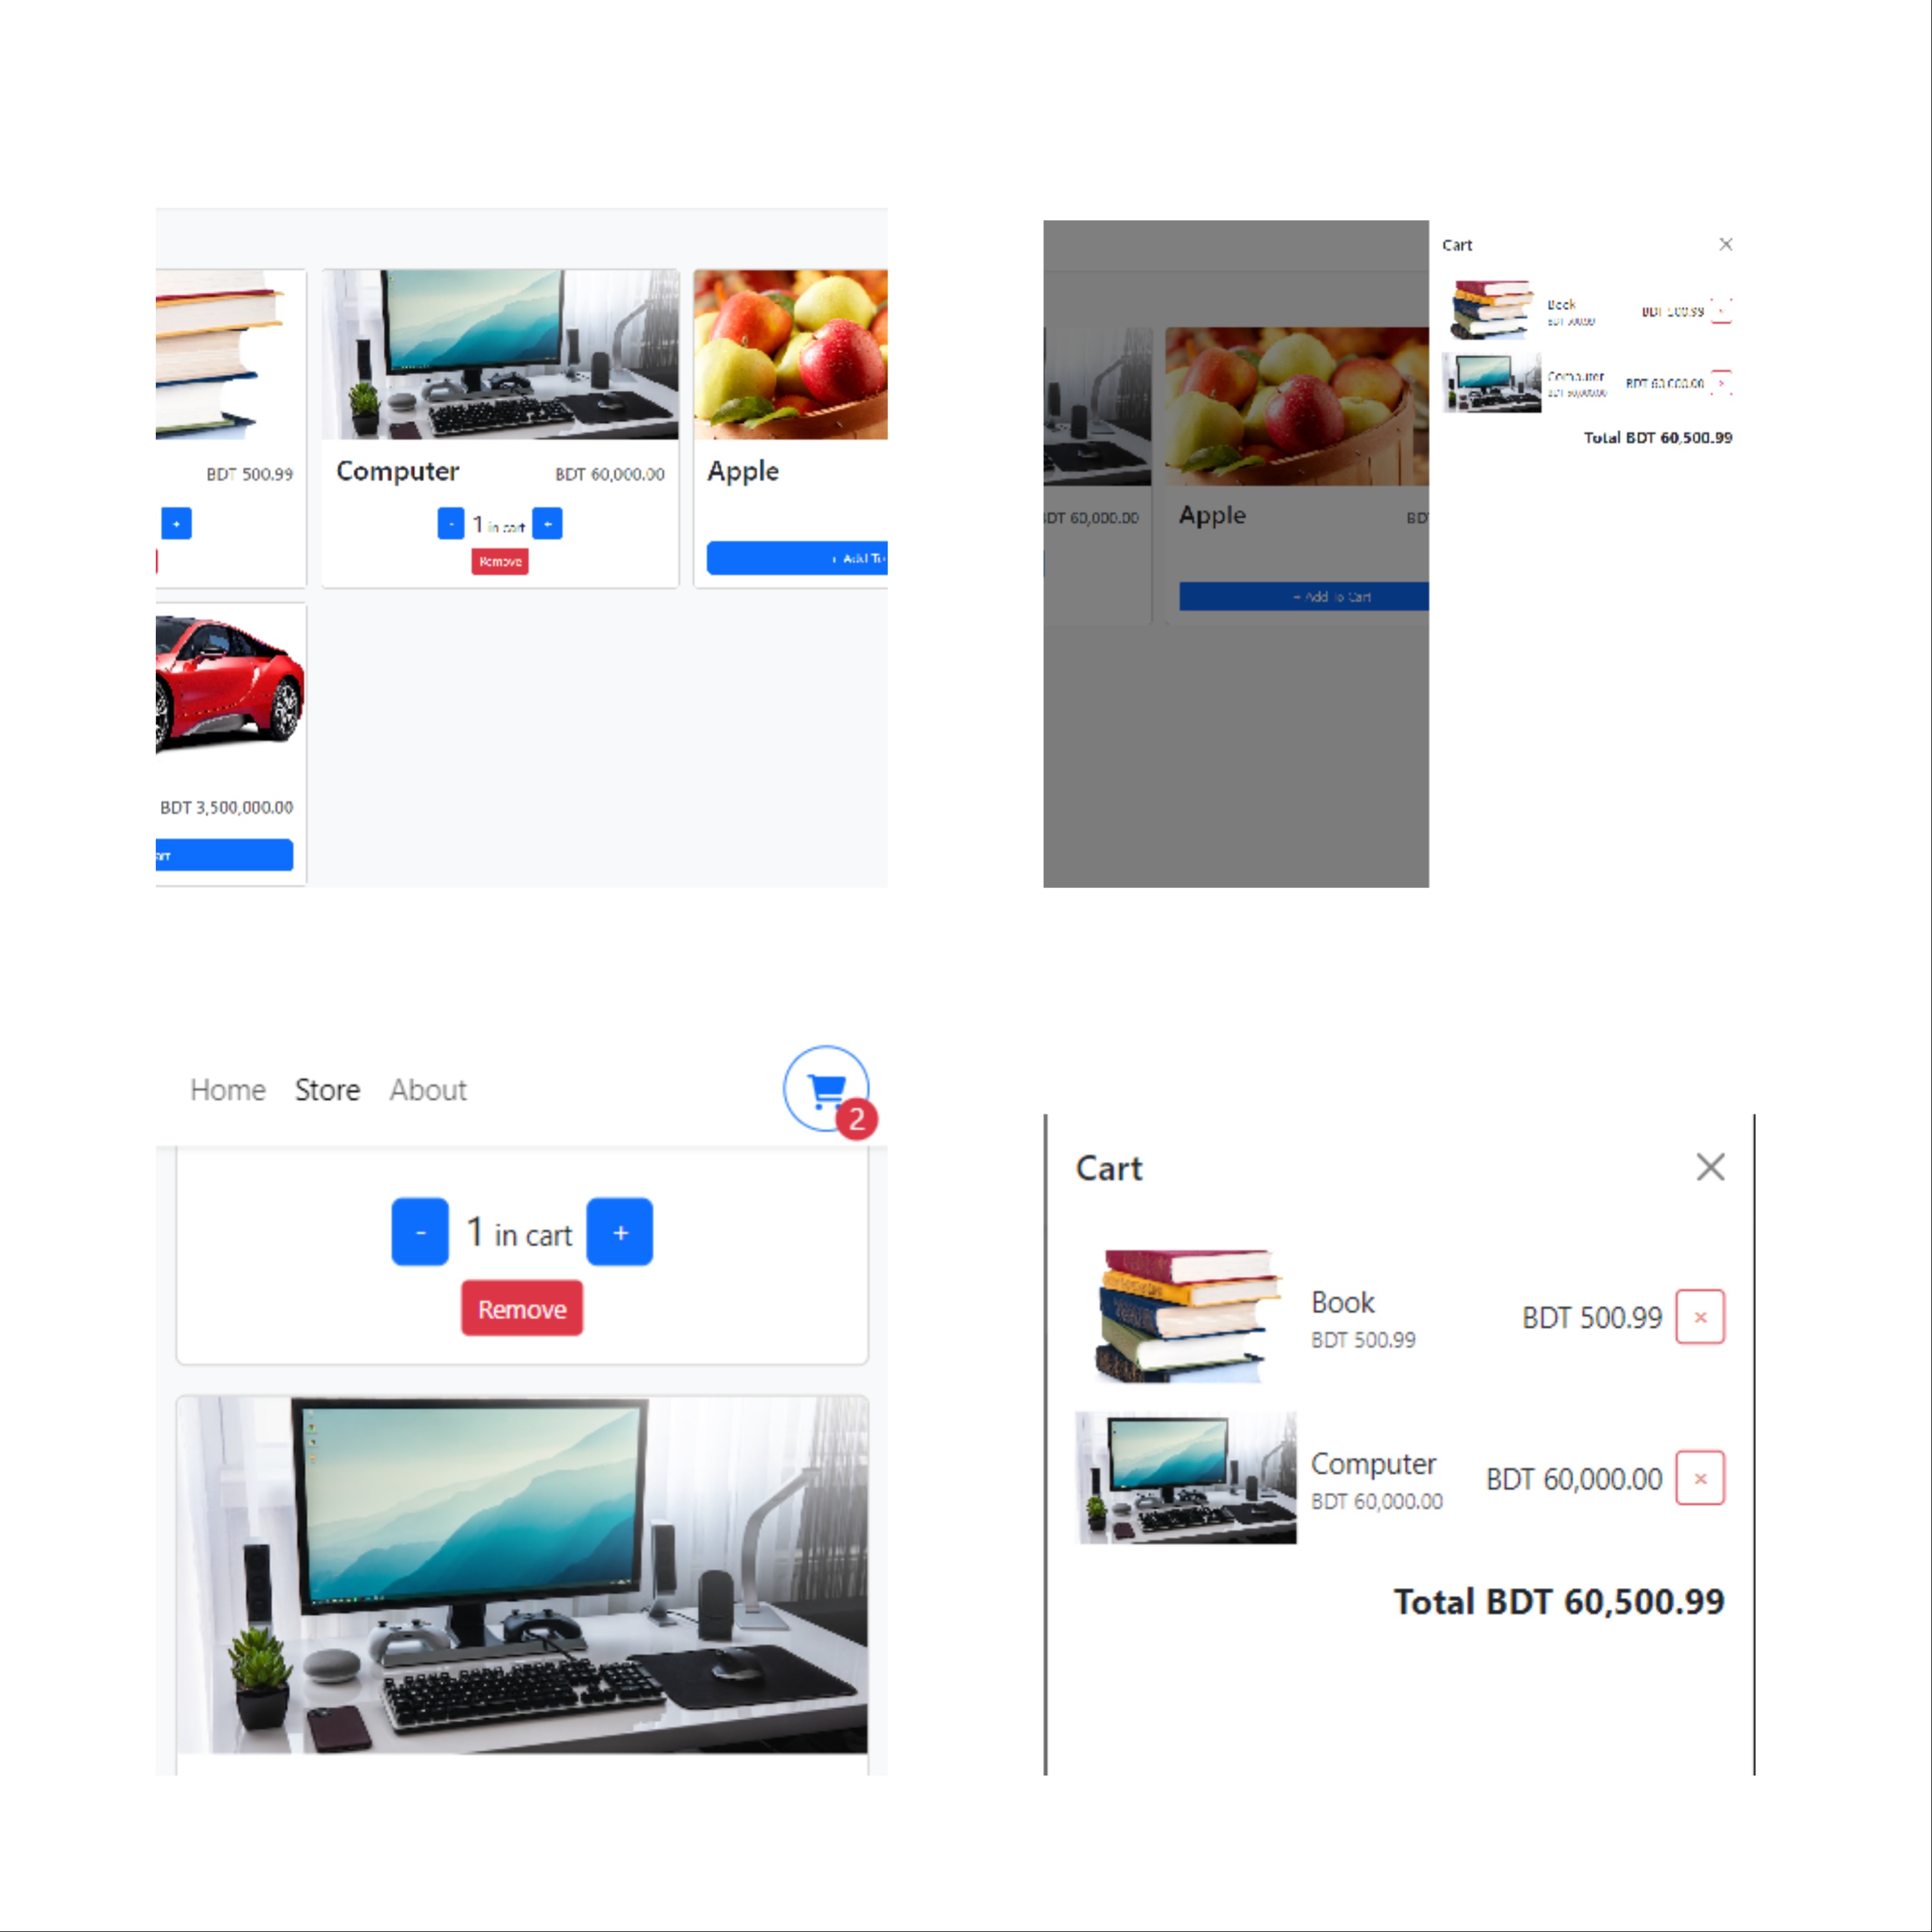 BDT 500.99
+
Remove
Computer
BDT 60,000.00
-
1 in cart
+
Remove
Apple
+ Add To
BDT 3,500,000.00
art
Cart
Book
BDT 500.99
BDT 500.99
Computer
BDT 60,000.00
BDT 60,000.00
Total BDT 60,500.99
BDT 60,000.00
Apple
BD
+ Add To Cart
Home Store About
2
- 1 in cart +
Remove
Cart
Book
BDT 500.99
BDT 500.99 ×
Computer
BDT 60,000.00
BDT 60,000.00 ×
Total BDT 60,500.99